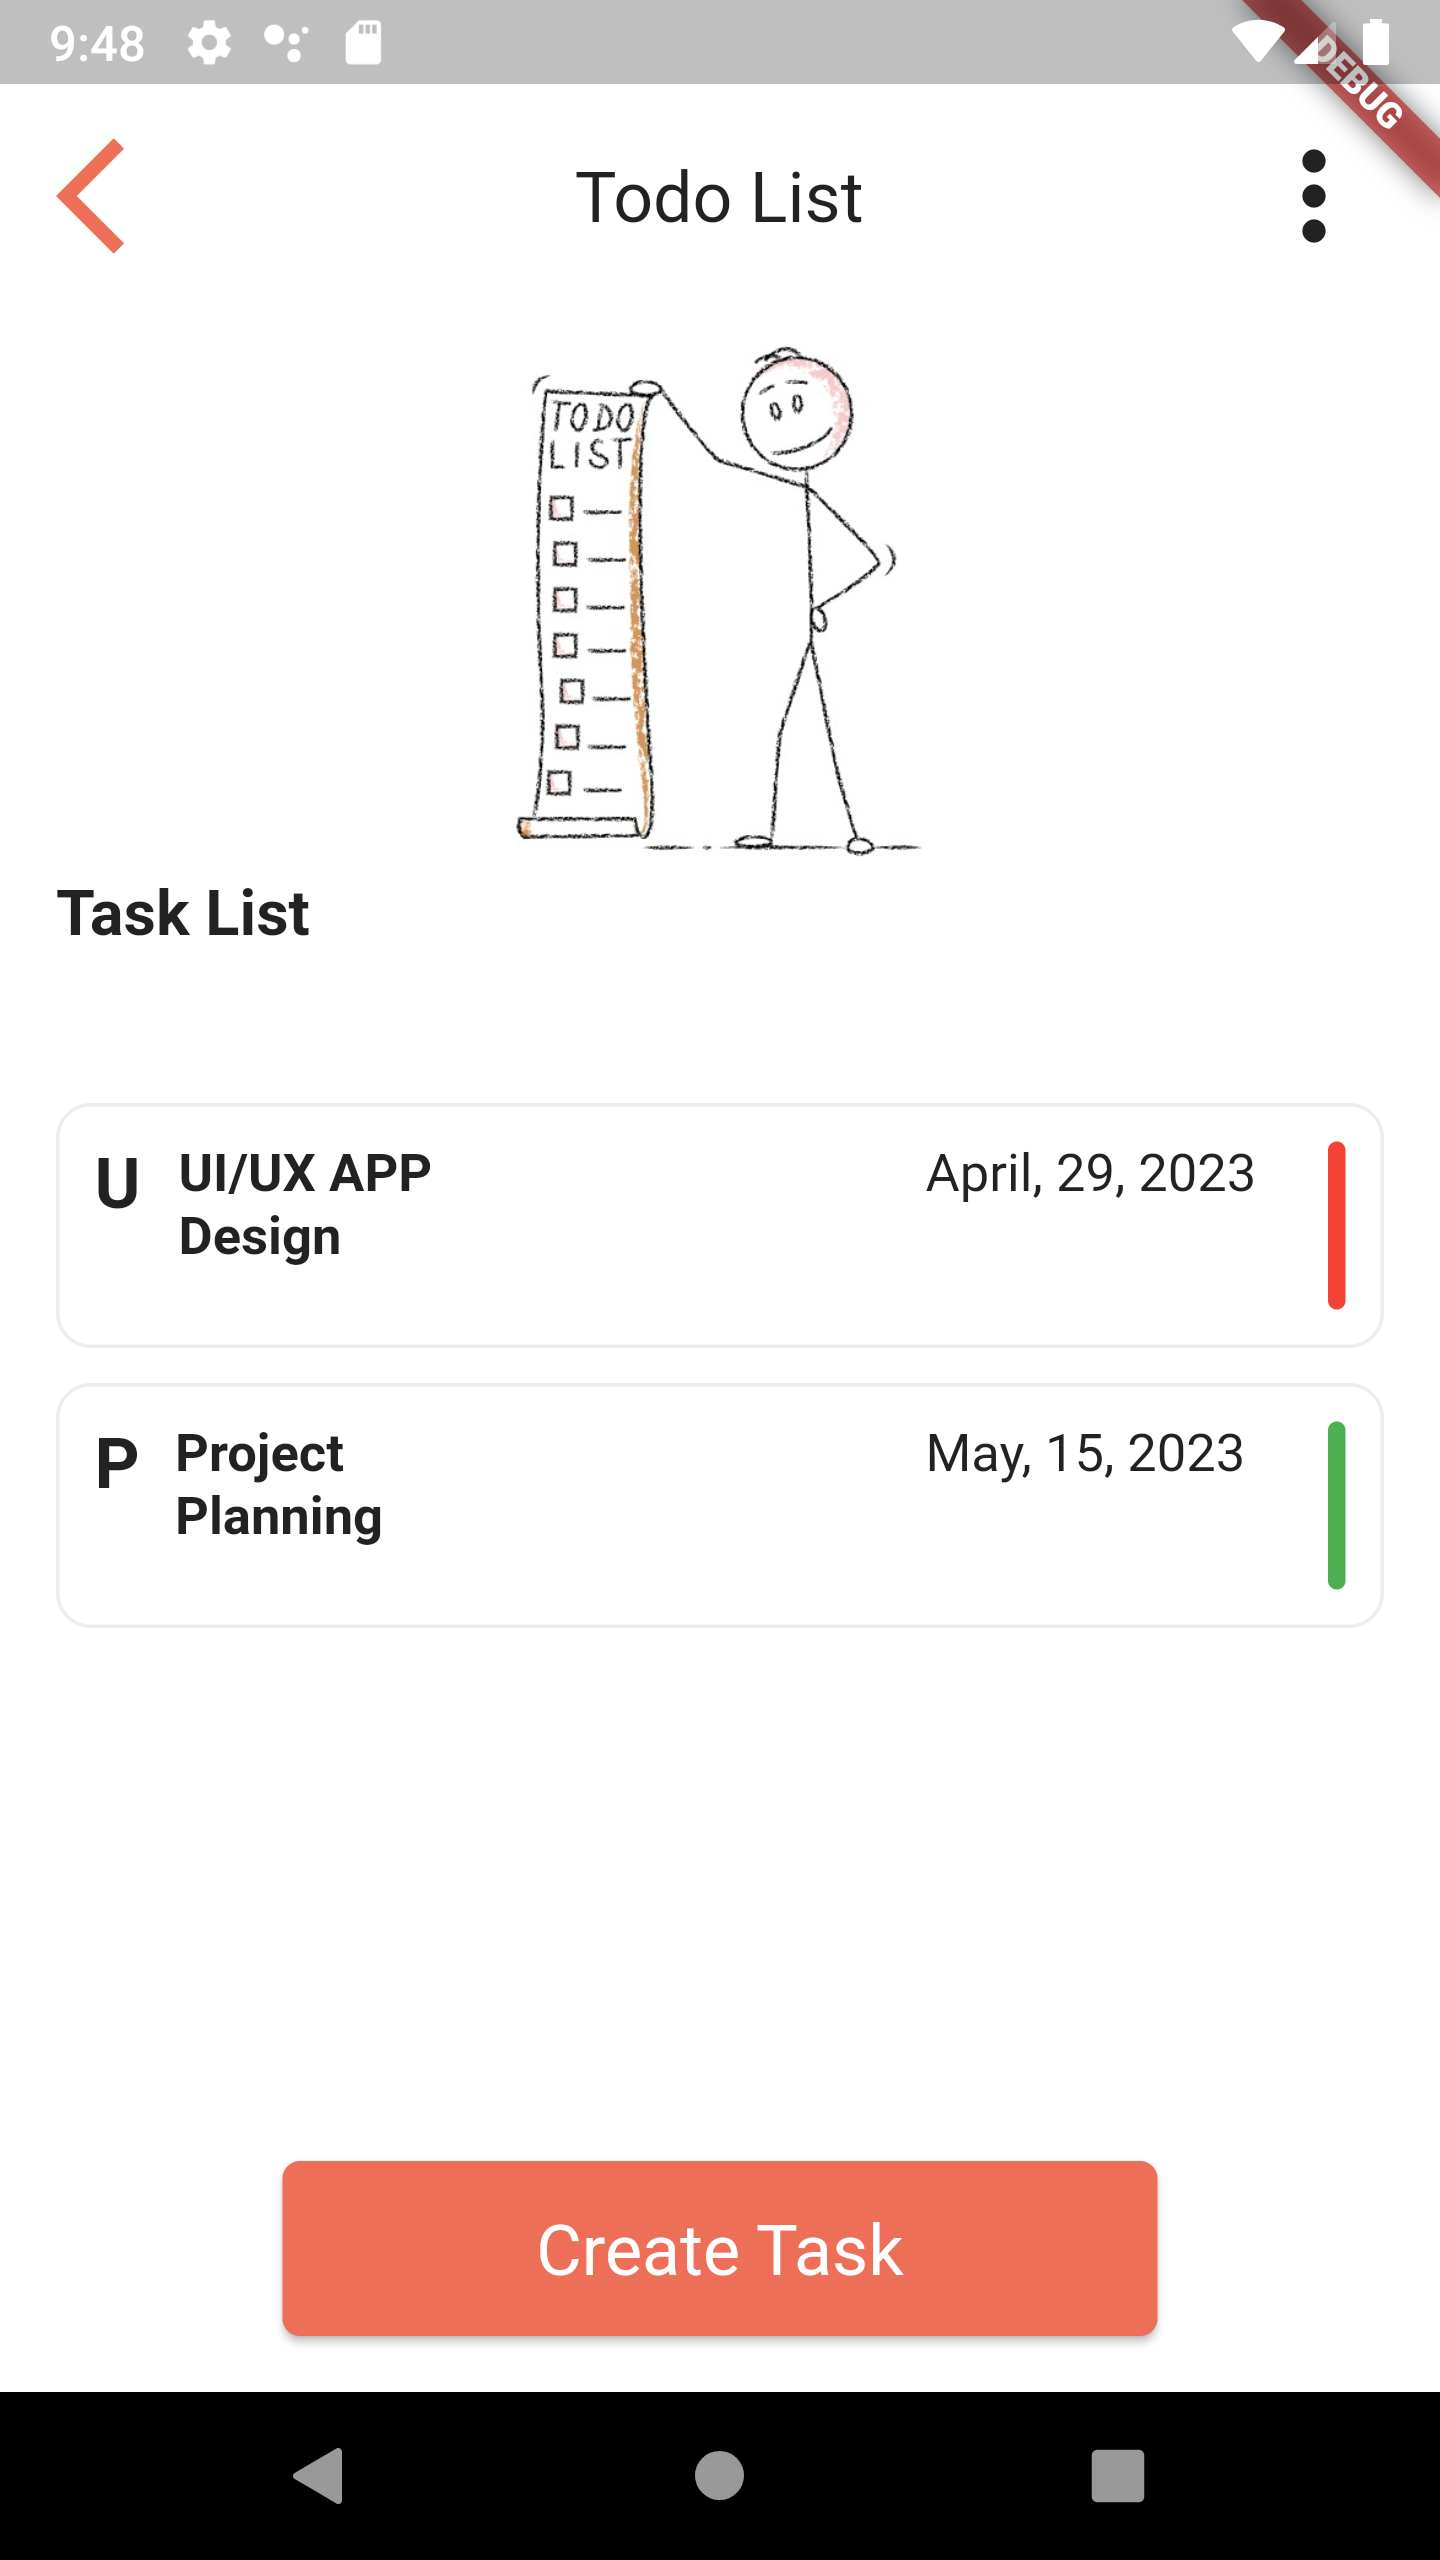 9:48
DEBUG
Todo List
TODO
LIST
Task List
U
UI/UX APP
Design
April, 29, 2023
P
Project
Planning
May, 15, 2023
Create Task